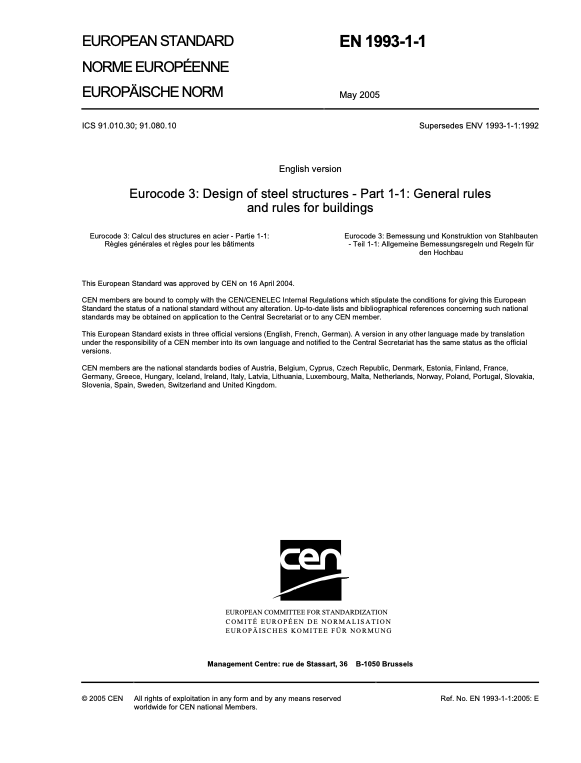 EUROPEAN STANDARD
EN 1993-1-1
NORME EUROPÉENNE
EUROPÄISCHE NORM
May 2005
ICS 91.010.30; 91.080.10
Supersedes ENV 1993-1-1:1992
English version
Eurocode 3: Design of steel structures - Part 1-1: General rules
and rules for buildings
Eurocode 3: Calcul des structures en acier - Partie 1-1:
Règles générales et règles pour les bâtiments
Eurocode 3: Bemessung und Konstruktion von Stahlbauten
- Teil 1-1: Allgemeine Bemessungsregeln und Regeln für
den Hochbau
This European Standard was approved by CEN on 16 April 2004.
CEN members are bound to comply with the CEN/CENELEC Internal Regulations which stipulate the conditions for giving this European
Standard the status of a national standard without any alteration. Up-to-date lists and bibliographical references concerning such national
standards may be obtained on application to the Central Secretariat or to any CEN member.
This European Standard exists in three official versions (English, French, German). A version in any other language made by translation
under the responsibility of a CEN member into its own language and notified to the Central Secretariat has the same status as the official
versions.
CEN members are the national standards bodies of Austria, Belgium, Cyprus, Czech Republic, Denmark, Estonia, Finland, France,
Germany, Greece, Hungary, Iceland, Ireland, Italy, Latvia, Lithuania, Luxembourg, Malta, Netherlands, Norway, Poland, Portugal, Slovakia,
Slovenia, Spain, Sweden, Switzerland and United Kingdom.
cen
EUROPEAN COMMITTEE FOR STANDARDIZATION
COMITÉ EUROPÉEN DE NORMALISATION
EUROPÄISCHES KOMITEE FÜR NORMUNG
Management Centre: rue de Stassart, 36 B-1050 Brussels
© 2005 CEN
All rights of exploitation in any form and by any means reserved
worldwide for CEN national Members.
Ref. No. EN 1993-1-1:2005: E